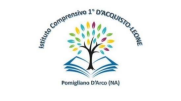 Istituto Comprensivo 1° D'ACQUISTO-LEONE
Pomigliano D'Arco (NA)